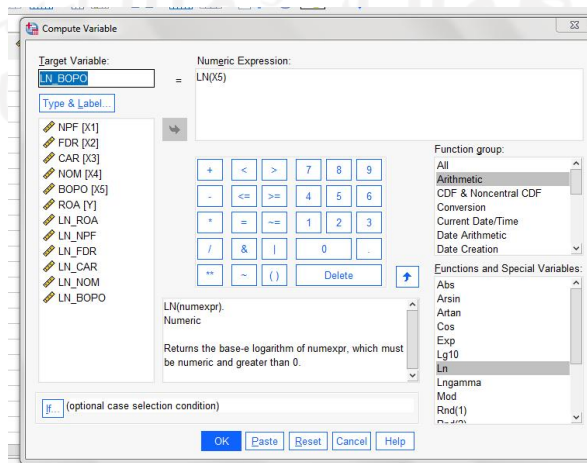 Compute Variable
Target Variable:
LN_BOPO
=
Numeric Expression:
LN(X5)
Type & Label...
NPF [X1]
FDR [X2]
CAR [X3]
NOM [X4]
BOPO [X5]
ROA [Y]
LN_ROA
LN_NPF
LN_FDR
LN_CAR
LN_NOM
LN_BOPO
+ < > 7 8 9
- <= >= 4 5 6
* = ~= 1 2 3
/ & | 0 .
** ~ ( ) Delete
Function group:
All
Arithmetic
CDF & Noncentral CDF
Conversion
Current Date/Time
Date Arithmetic
Date Creation
Functions and Special Variables:
Abs
Arsin
Artan
Cos
Exp
Lg10
Ln
Lngamma
Mod
Rnd(1)
LN(numexpr).
Numeric
Returns the base-e logarithm of numexpr, which must
be numeric and greater than 0.
If... (optional case selection condition)
OK Paste Reset Cancel Help